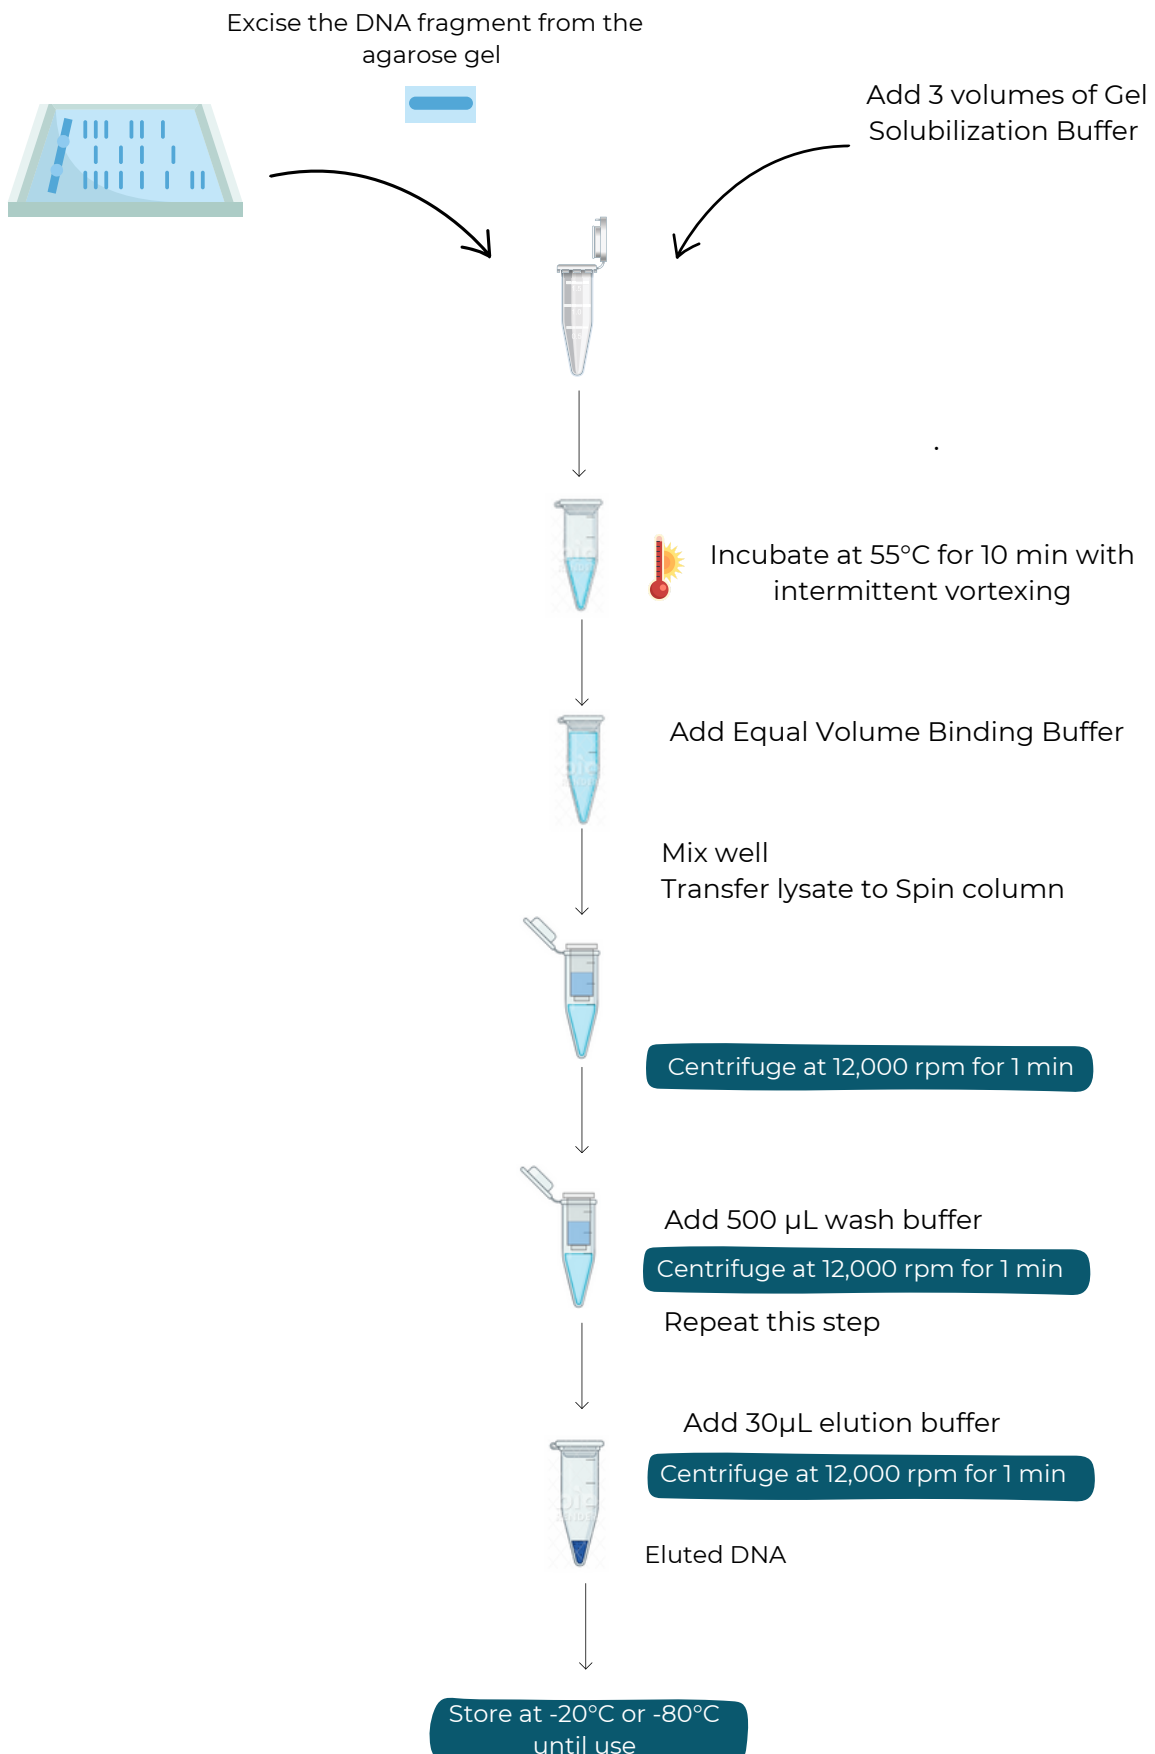 Excise the DNA fragment from the
agarose gel
Add 3 volumes of Gel
Solubilization Buffer
.
Incubate at 55°C for 10 min with
intermittent vortexing
Add Equal Volume Binding Buffer
Mix well
Transfer lysate to Spin column
Centrifuge at 12,000 rpm for 1 min
Add 500 µL wash buffer
Centrifuge at 12,000 rpm for 1 min
Repeat this step
Add 30µL elution buffer
Centrifuge at 12,000 rpm for 1 min
Eluted DNA
Store at -20°C or -80°C
until use